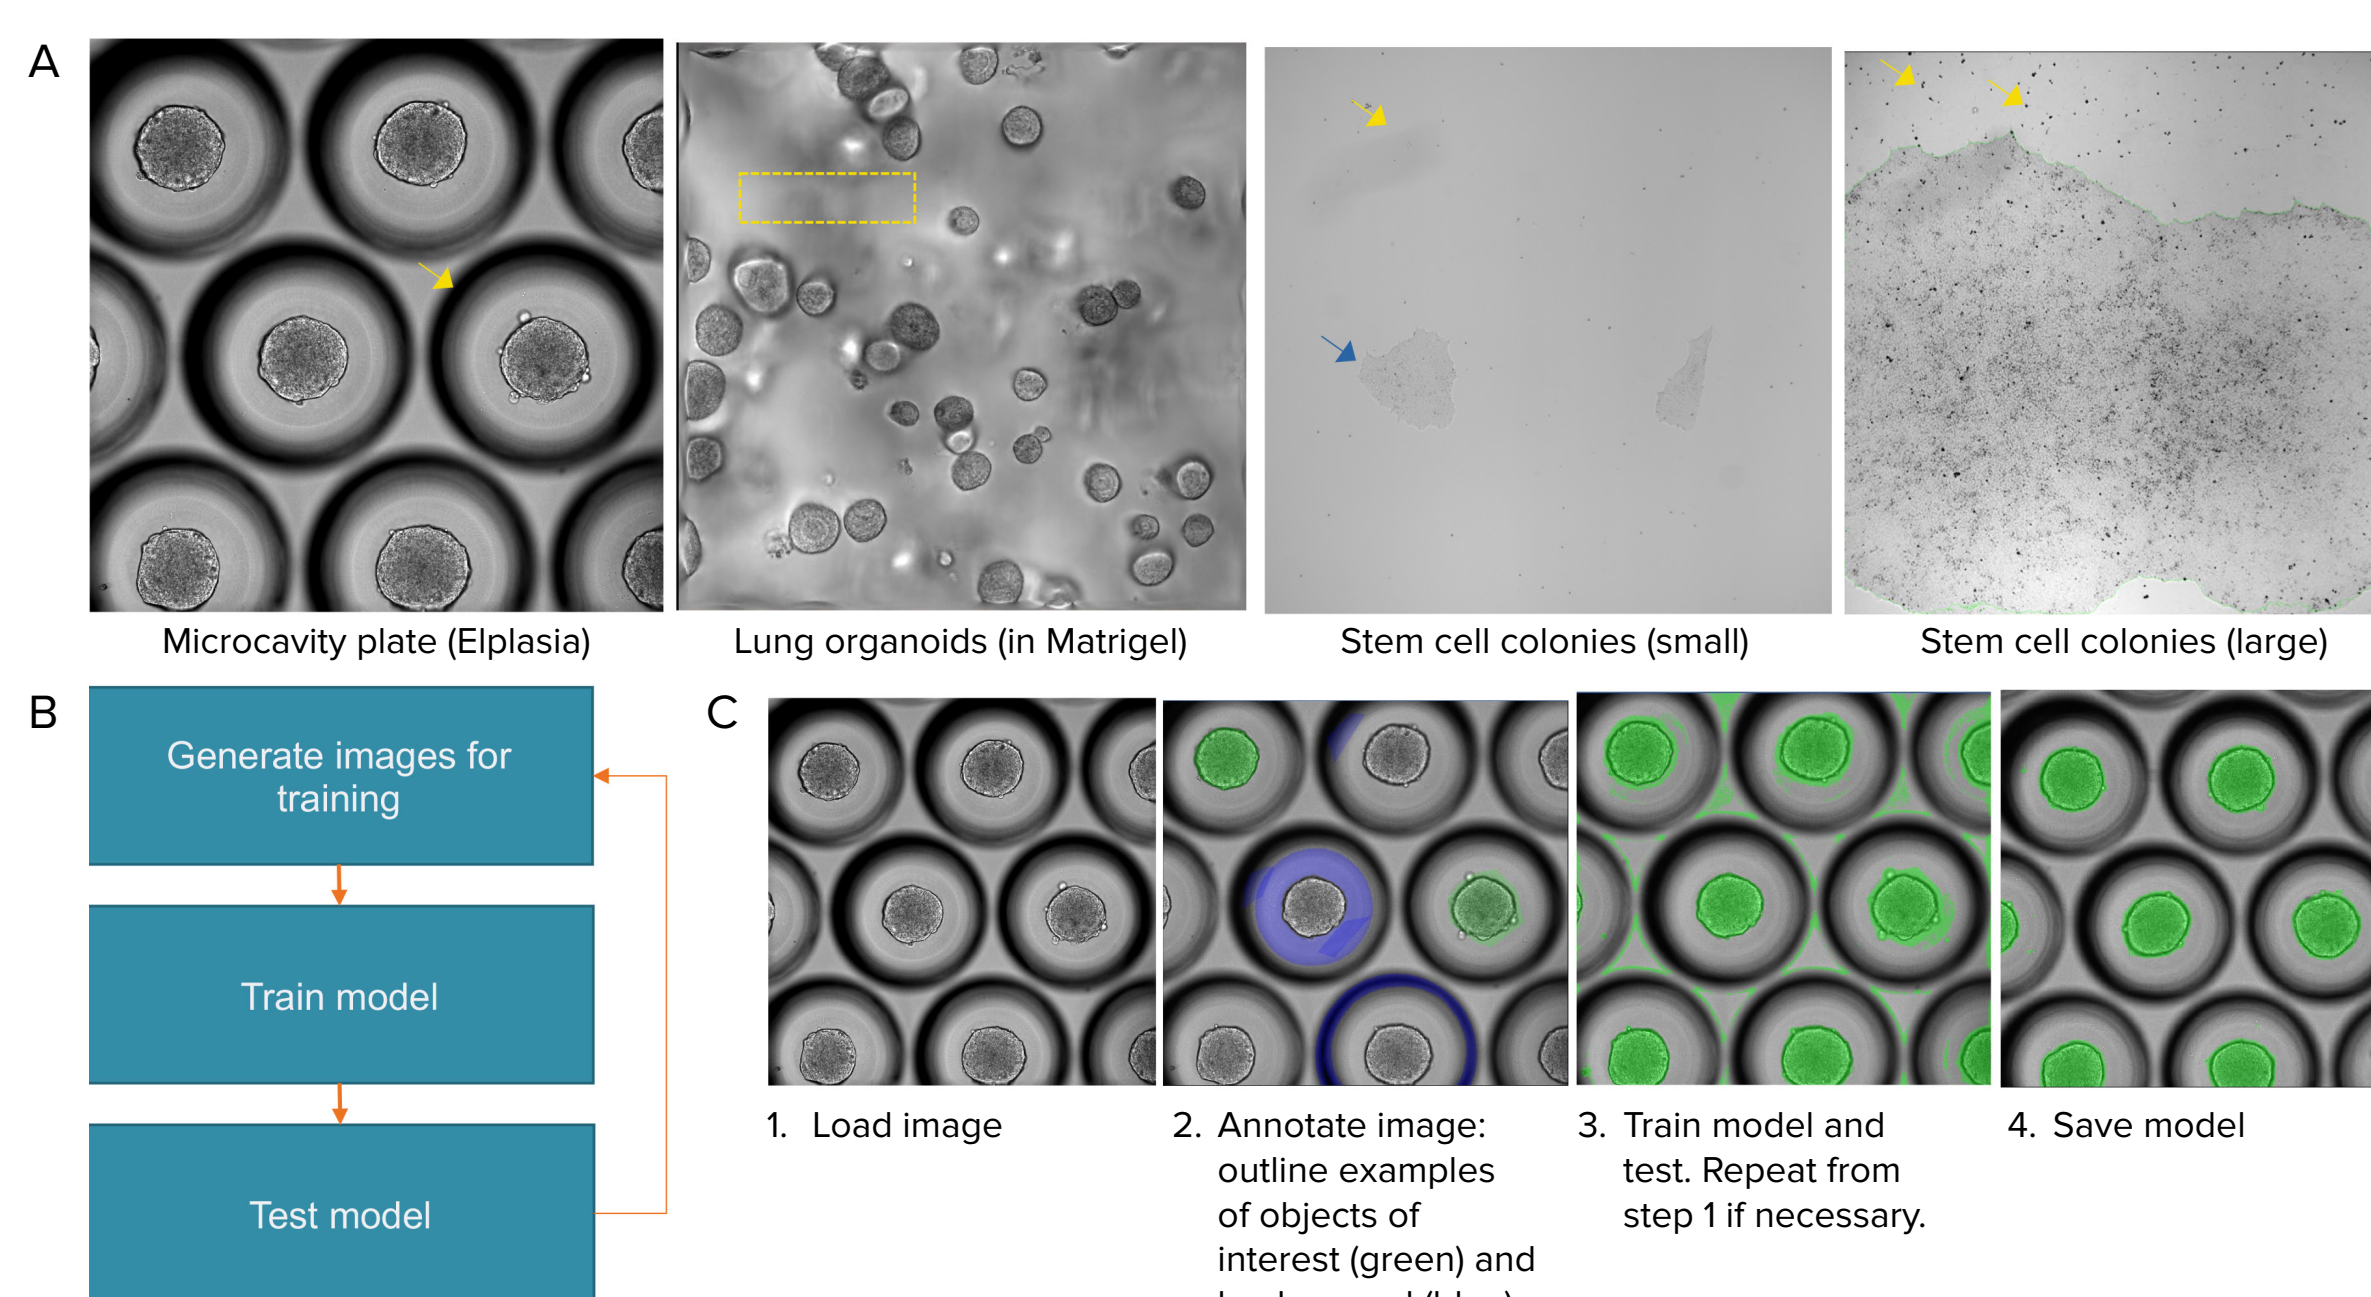 A
Microcavity plate (Elplasia)
Lung organoids (in Matrigel)
Stem cell colonies (small)
Stem cell colonies (large)
B
Generate images for
training
Train model
Test model
C
1. Load image
2. Annotate image:
outline examples
of objects of
interest (green) and
3. Train model and
test. Repeat from
step 1 if necessary.
4. Save model